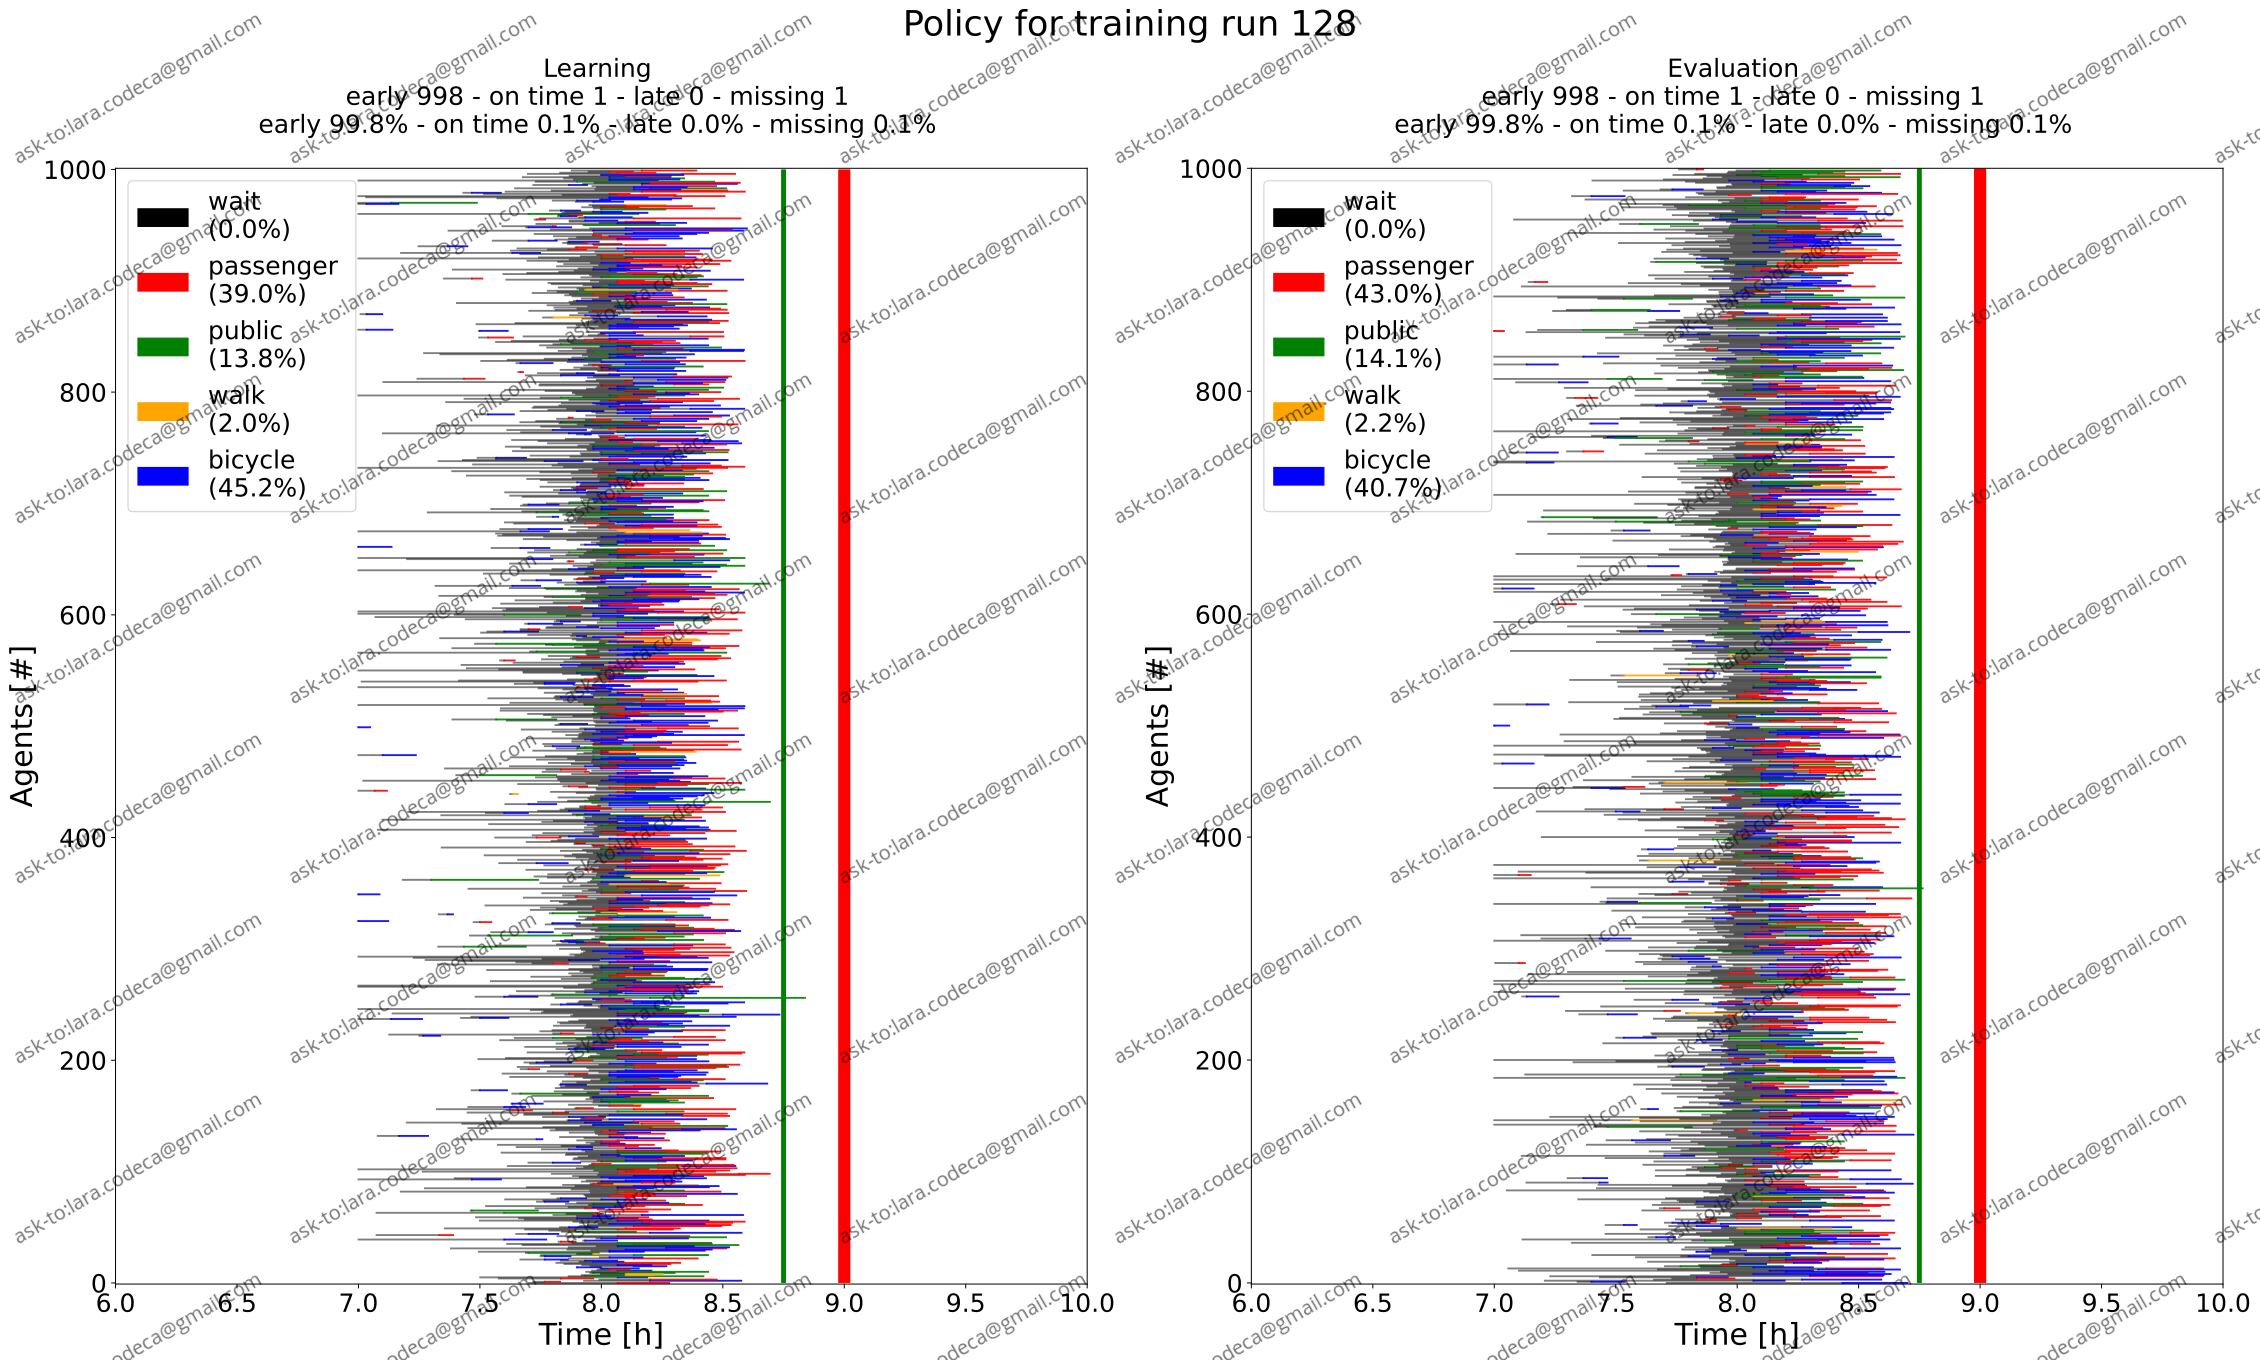 Policy for training run 128
Learning
early 998 - on time 1 - late 0 - missing 1
early 99.8% - on time 0.1% - late 0.0% - missing 0.1%
1000
800
600
400
200
0
Agents [#]
wait
(0.0%)
passenger
(39.0%)
public
(13.8%)
walk
(2.0%)
bicycle
(45.2%)
6.0 6.5 7.0 7.5 8.0 8.5 9.0 9.5 10.0
Time [h]
Evaluation
early 998 - on time 1 - late 0 - missing 1
early 99.8% - on time 0.1% - late 0.0% - missing 0.1%
1000
800
600
400
200
0
Agents [#]
wait
(0.0%)
passenger
(43.0%)
public
(14.1%)
walk
(2.2%)
bicycle
(40.7%)
6.0 6.5 7.0 7.5 8.0 8.5 9.0 9.5 10.0
Time [h]
ask-to:lara.codeca@gmail.com